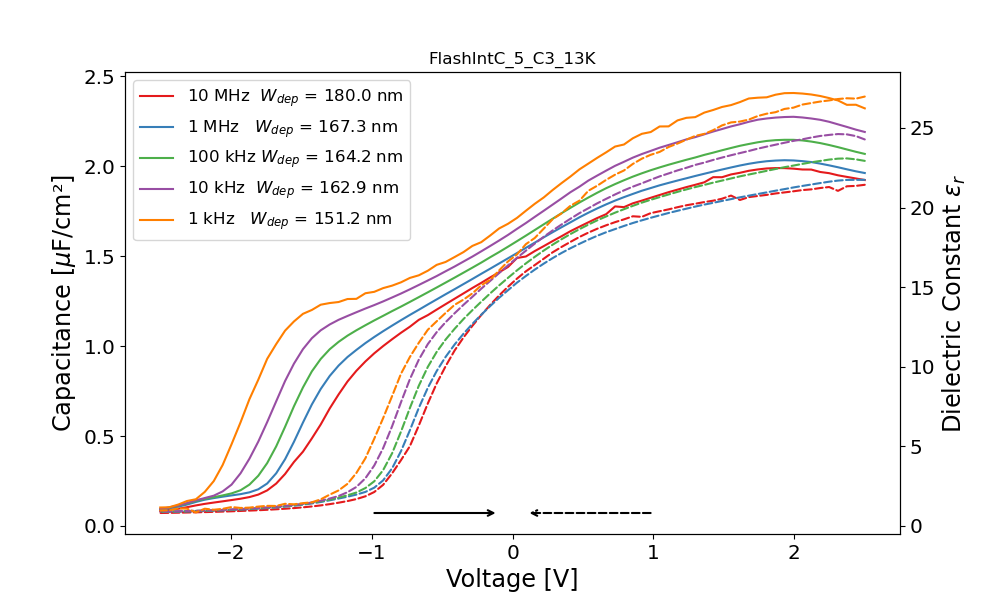 FlashIntC_5_C3_13K
10 MHz W_dep = 180.0 nm
1 MHz W_dep = 167.3 nm
100 kHz W_dep = 164.2 nm
10 kHz W_dep = 162.9 nm
1 kHz W_dep = 151.2 nm
Capacitance [μF/cm²]
2.5
2.0
1.5
1.0
0.5
0.0
Dielectric Constant ε_r
25
20
15
10
5
0
−2 −1 0 1 2
Voltage [V]